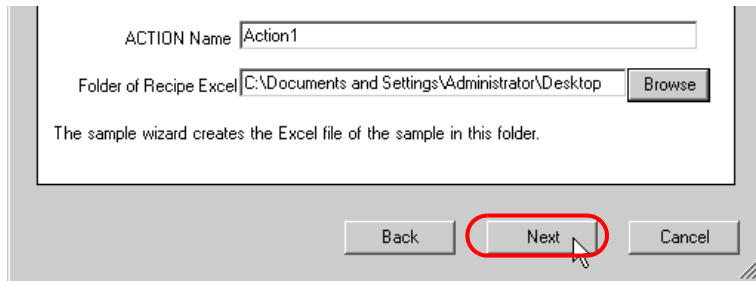 ACTION Name Action1
Folder of Recipe Excel C:\Documents and Settings\Administrator\Desktop Browse
The sample wizard creates the Excel file of the sample in this folder.
Back Next Cancel